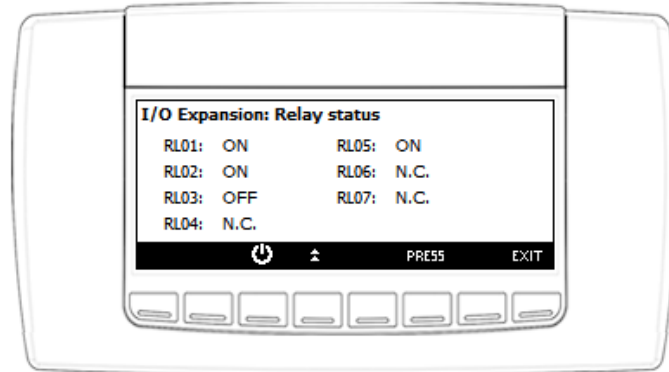 I/O Expansion: Relay status
RL01: ON RL05: ON
RL02: ON RL06: N.C.
RL03: OFF RL07: N.C.
RL04: N.C.
PRESS EXIT